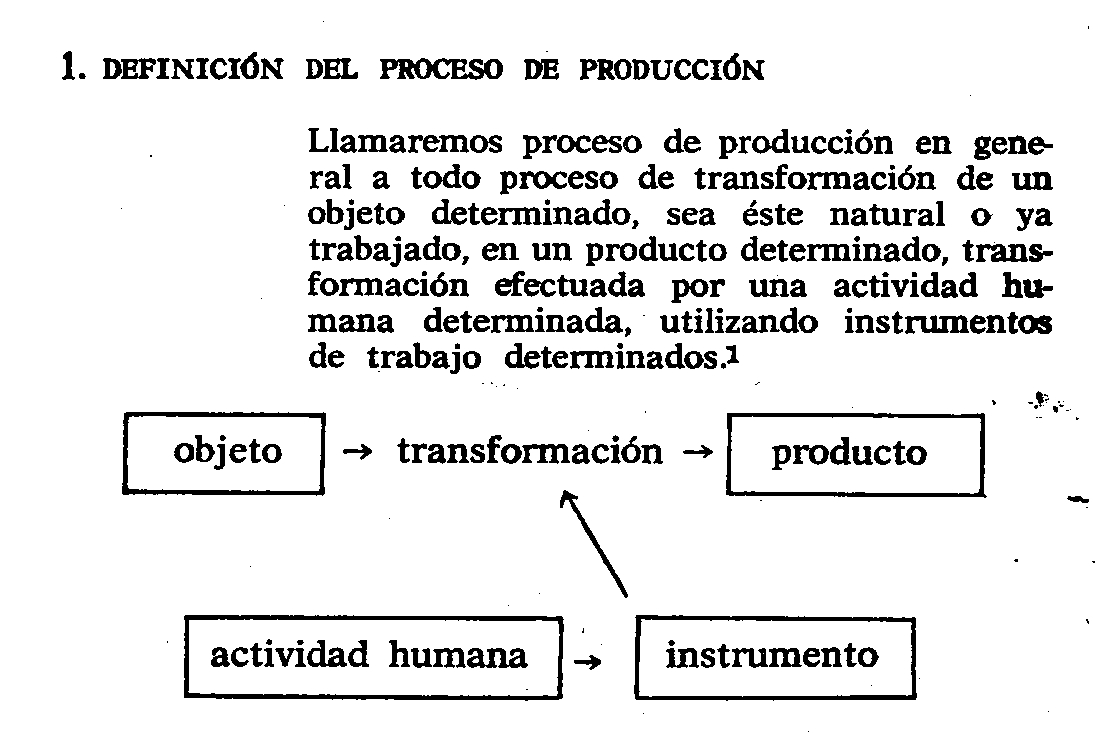 1. DEFINICIÓN DEL PROCESO DE PRODUCCIÓN
Llamaremos proceso de producción en gene-
ral a todo proceso de transformación de un
objeto determinado, sea éste natural o ya
trabajado, en un producto determinado, trans-
formación efectuada por una actividad hu-
mana determinada, utilizando instrumentos
de trabajo determinados.1
objeto → transformación → producto
actividad humana → instrumento